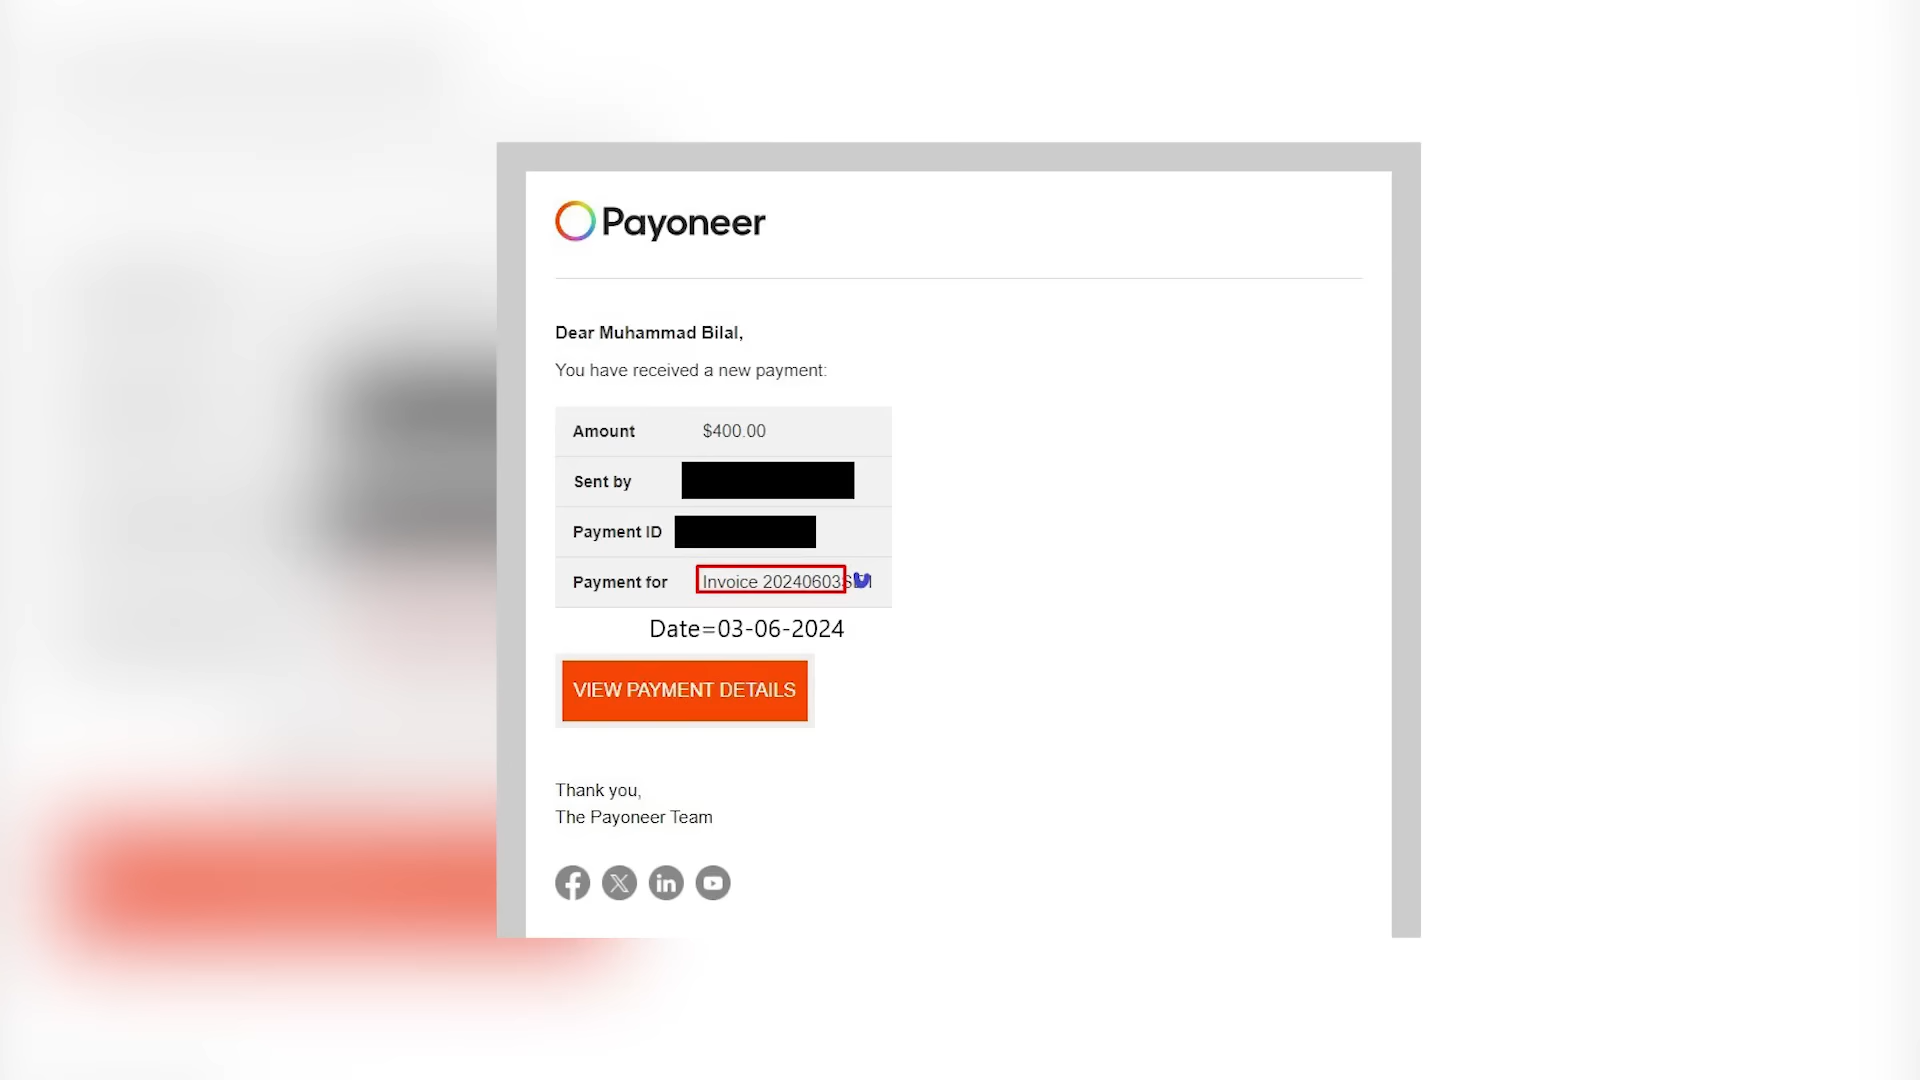 Payoneer
Dear Muhammad Bilal,
You have received a new payment:
Amount $400.00
Sent by
Payment ID
Payment for Invoice 20240603
Date=03-06-2024
VIEW PAYMENT DETAILS
Thank you,
The Payoneer Team